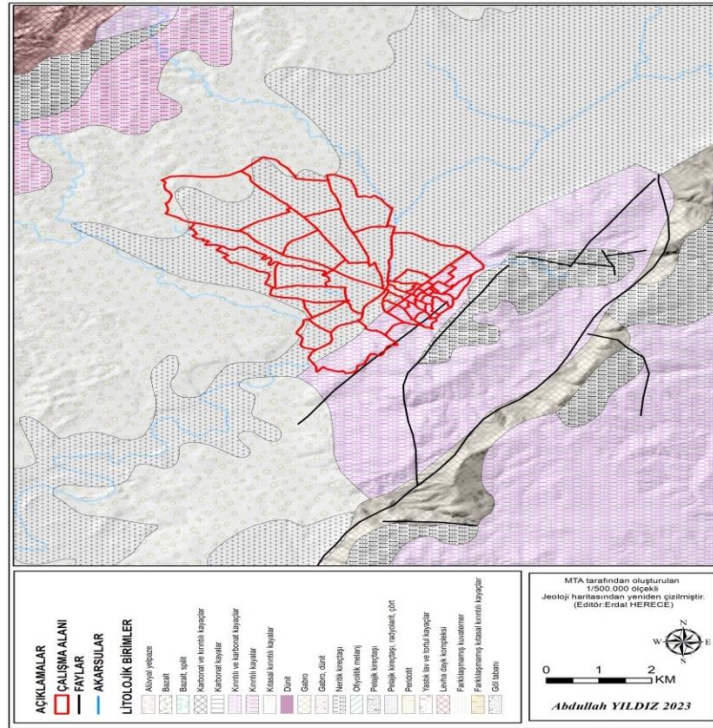 AÇIKLAMALAR
ÇALIŞMA ALANI
FAYLAR
AKARSULAR
LİTOLOJİK BİRİMLER
Alüvyal yelpaze
Bazalt
Bazalt, spilit
Karbonat ve kırıntılı kayaçlar
Karbonat kayalar
Kırıntılı ve karbonat kayaçlar
Kırıntılı kayalar
Kıtasal kırıntılı kayalar
Dünit
Gabro
Gabro, dünit
Neritik kireçtaşı
Ofiyolitik melanj
Pelajik kireçtaşı
Pelajik kireçtaşı, radyolarit, çört
Peridotit
Yastık lav ve tortul kayaçlar
Levha dayk kompleksi
Farklılaşmamış kuvaterner
Farklılaşmamış kıtasal kırıntılı kayaçlar
Göl tabanı
MTA tarafından oluşturulan
1/500.000 ölçekli
Jeoloji haritasından yeniden çizilmiştir.
(Editör:Erdal HERECE)
N
W E
S
0 1 2
KM
Abdullah YILDIZ 2023